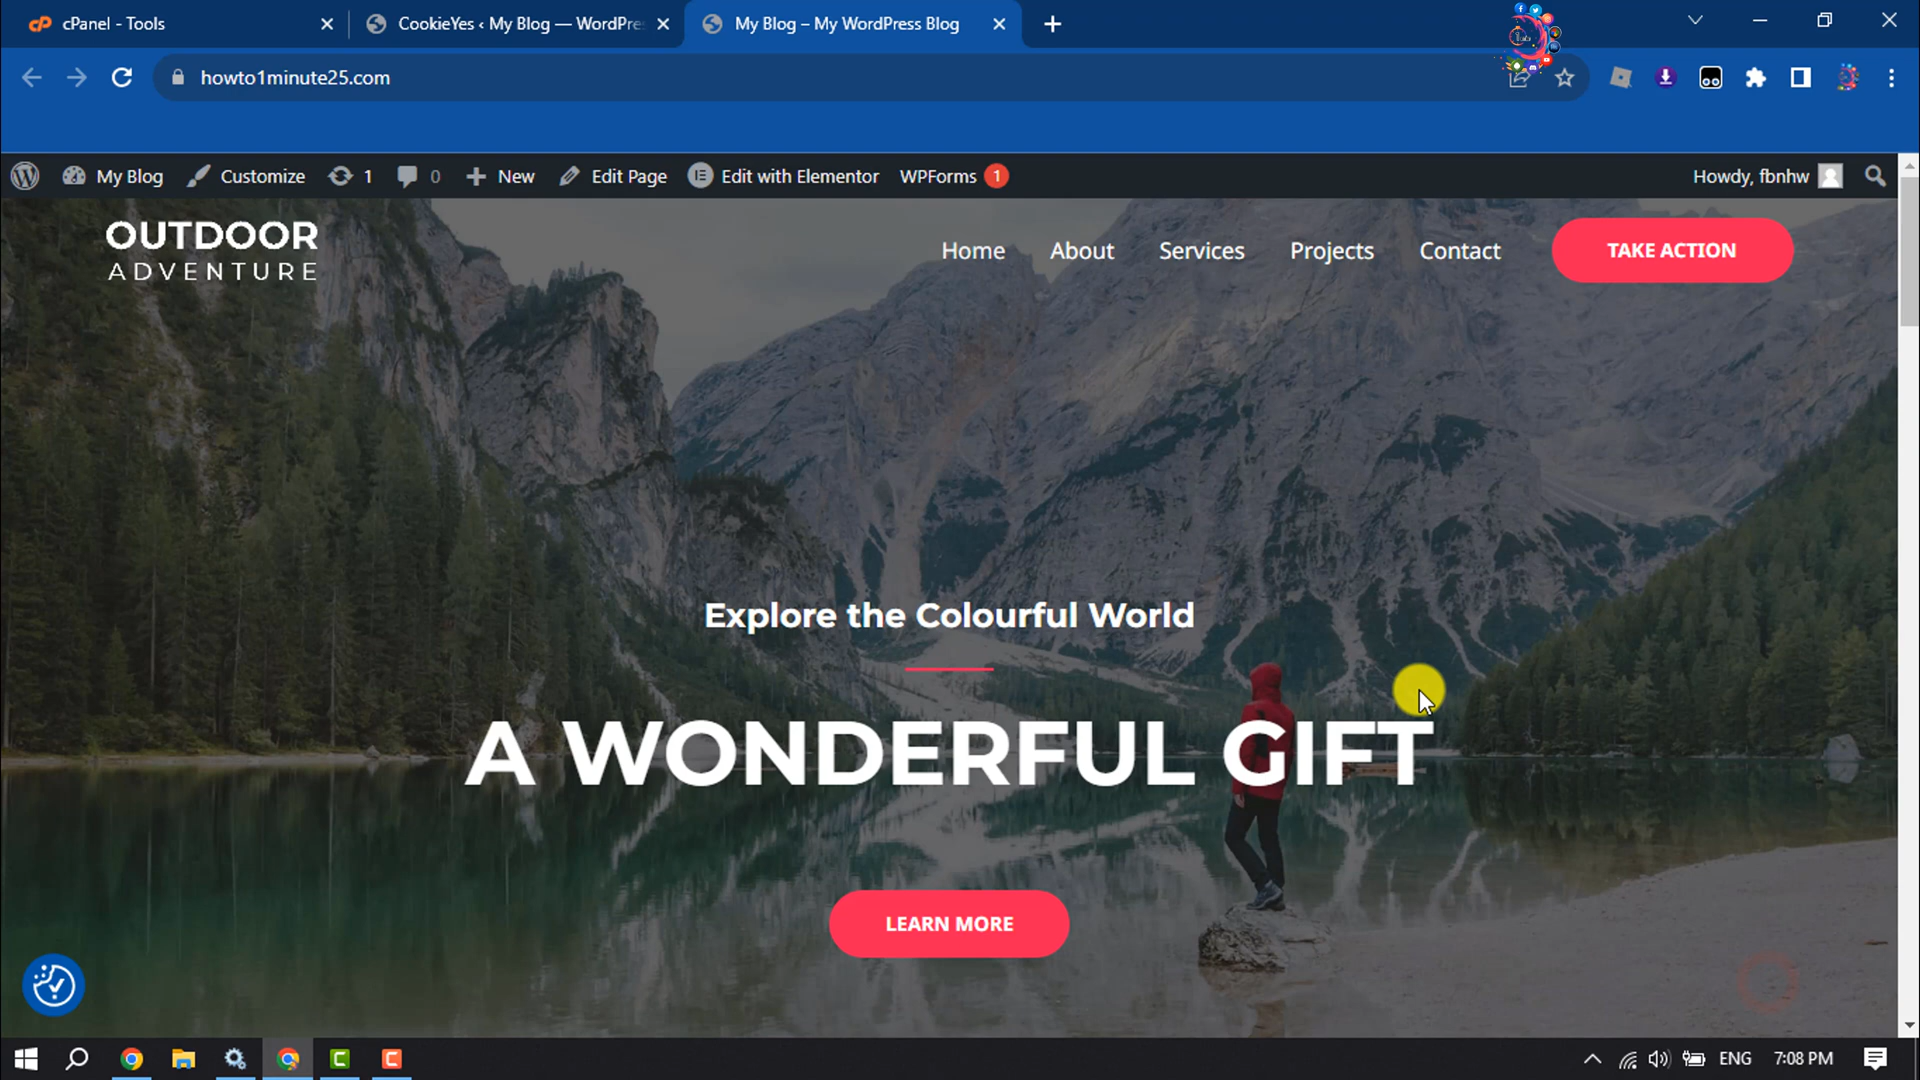 cPanel - Tools
CookieYes ‹ My Blog — WordPre
My Blog – My WordPress Blog
howto1minute25.com
My Blog
Customize
1
0
New
Edit Page
Edit with Elementor
WPForms 1
Howdy, fbnhw
OUTDOOR
ADVENTURE
Home
About
Services
Projects
Contact
TAKE ACTION
Explore the Colourful World
A WONDERFUL GIFT
LEARN MORE
ENG
7:08 PM